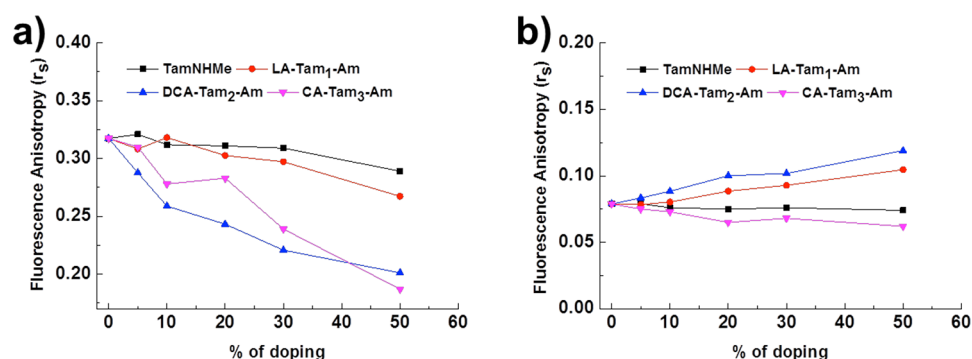 a)
Fluorescence Anisotropy (rₛ)
0.40
0.35
0.30
0.25
0.20
TamNHMe LA-Tam₁-Am
DCA-Tam₂-Am CA-Tam₃-Am
0 10 20 30 40 50 60
% of doping
b)
Fluorescence Anisotropy (rₛ)
0.20
0.15
0.10
0.05
0.00
TamNHMe LA-Tam₁-Am
DCA-Tam₂-Am CA-Tam₃-Am
0 10 20 30 40 50 60
% of doping